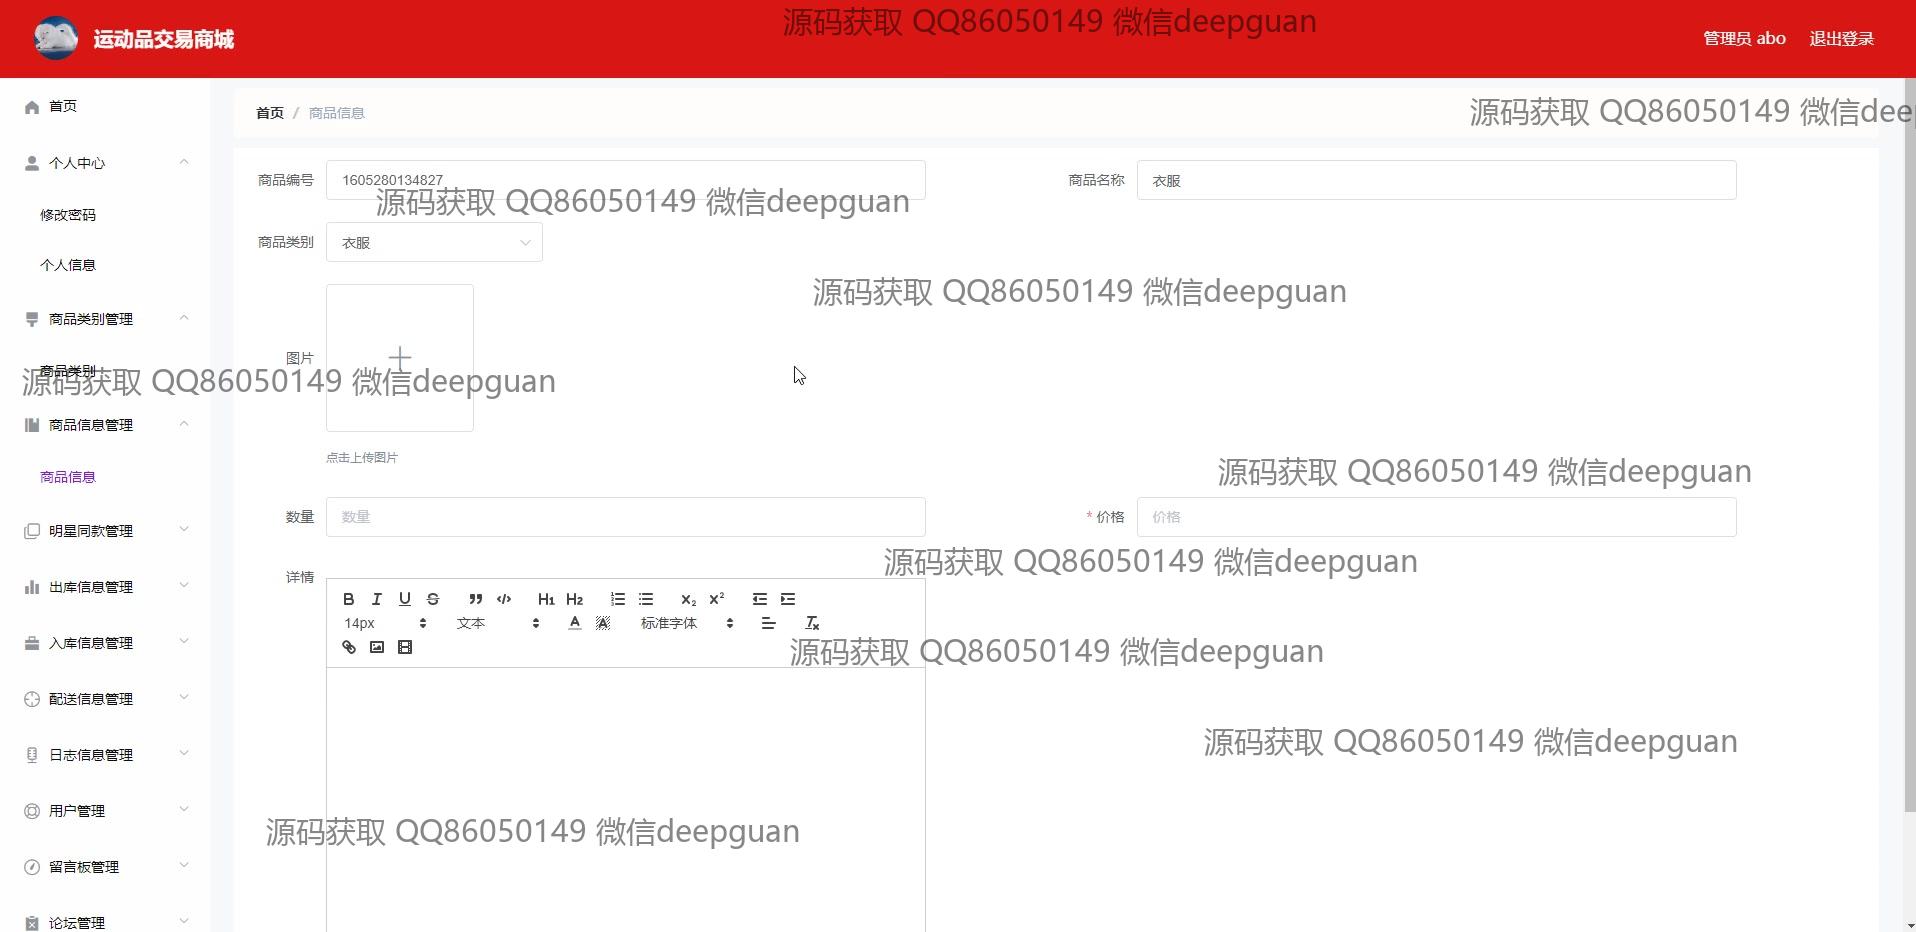 运动品交易商城
源码获取 QQ86050149 微信deepguan
管理员 abo 退出登录
首页
首页 / 商品信息
源码获取 QQ86050149 微信dee
个人中心
商品编号 1605280134827
商品名称 衣服
源码获取 QQ86050149 微信deepguan
修改密码
商品类别 衣服
个人信息
源码获取 QQ86050149 微信deepguan
商品类别管理
图片
商品类别
源码获取 QQ86050149 微信deepguan
商品信息管理
点击上传图片
商品信息
源码获取 QQ86050149 微信deepguan
数量 数量
* 价格 价格
明星同款管理
源码获取 QQ86050149 微信deepguan
详情
出库信息管理
B I U S H1 H2 X2 X2
14px 文本 A A 标准字体 Tx
入库信息管理
源码获取 QQ86050149 微信deepguan
配送信息管理
源码获取 QQ86050149 微信deepguan
日志信息管理
用户管理
源码获取 QQ86050149 微信deepguan
留言板管理
论坛管理